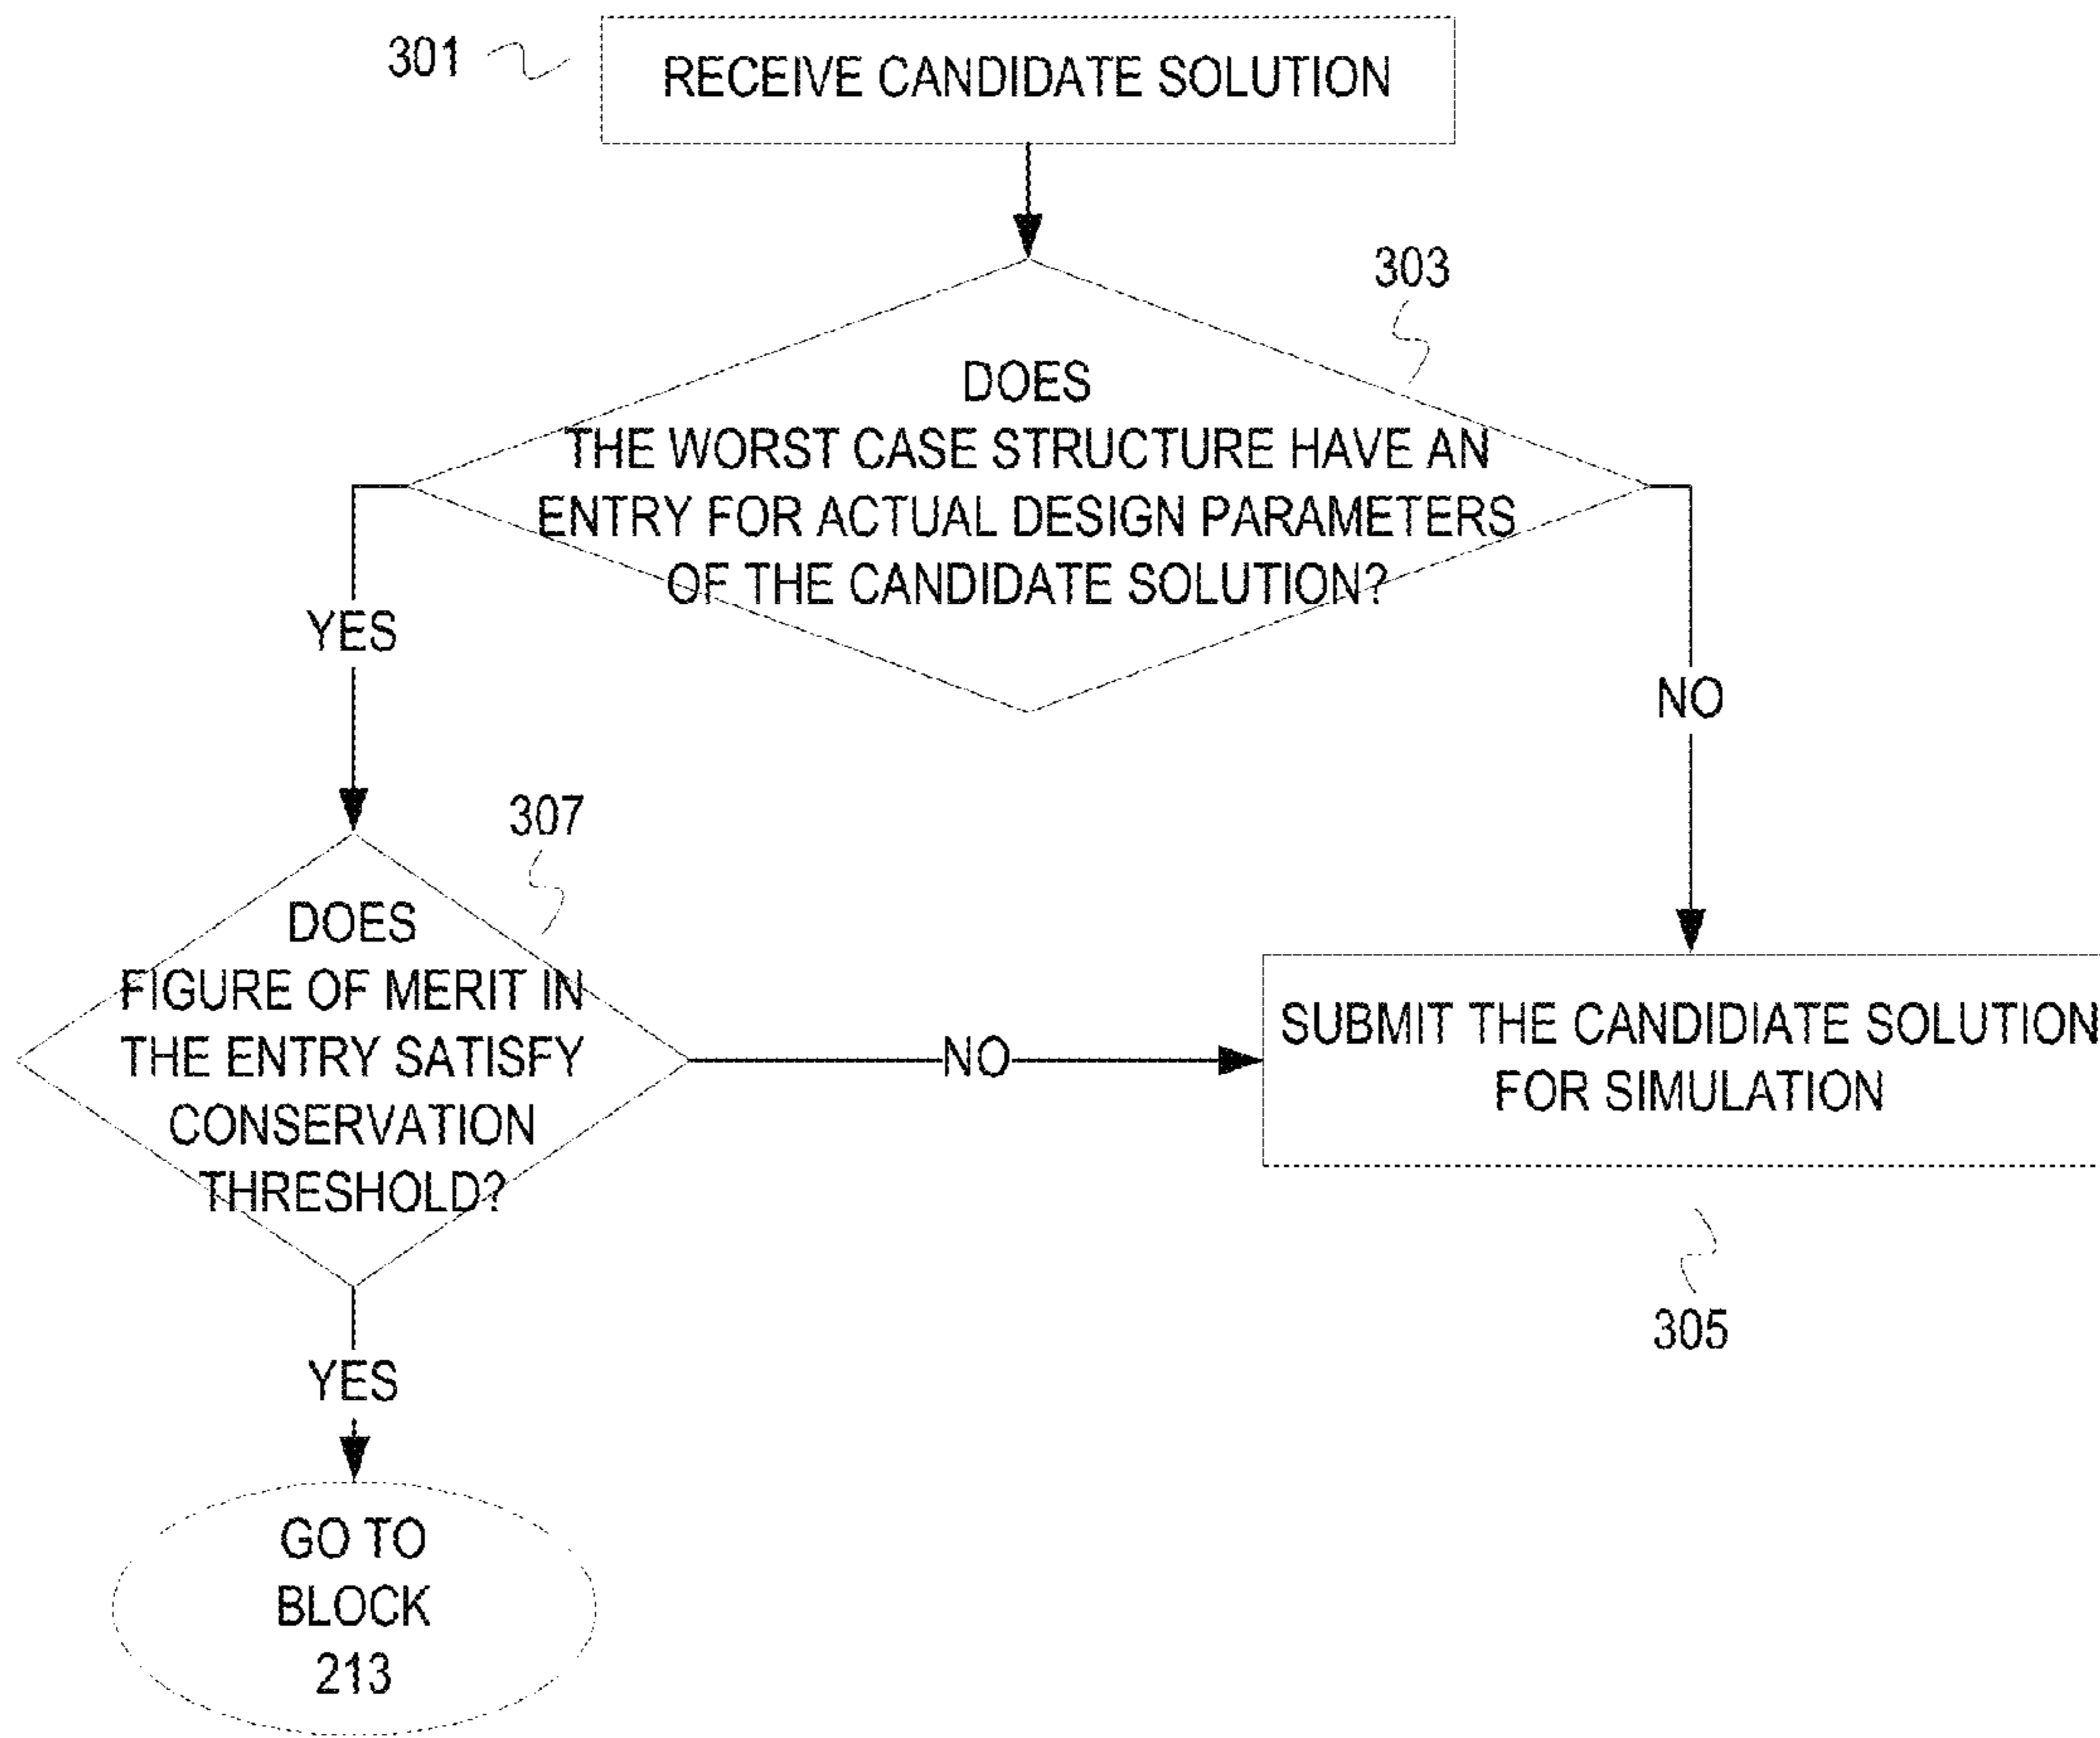 301
RECEIVE CANDIDATE SOLUTION
303
DOES
THE WORST CASE STRUCTURE HAVE AN
ENTRY FOR ACTUAL DESIGN PARAMETERS
OF THE CANDIDATE SOLUTION?
YES
NO
307
DOES
FIGURE OF MERIT IN
THE ENTRY SATISFY
CONSERVATION
THRESHOLD?
NO
SUBMIT THE CANDIDIATE SOLUTION
FOR SIMULATION
305
YES
GO TO
BLOCK
213